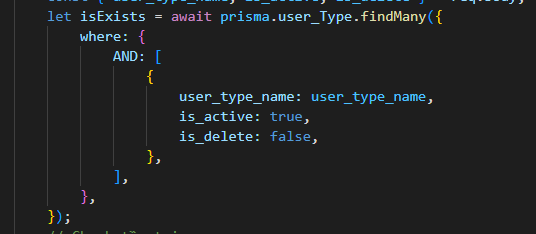 let isExists = await prisma.user_Type.findMany({
where: {
AND: [
{
user_type_name: user_type_name,
is_active: true,
is_delete: false,
},
],
},
});